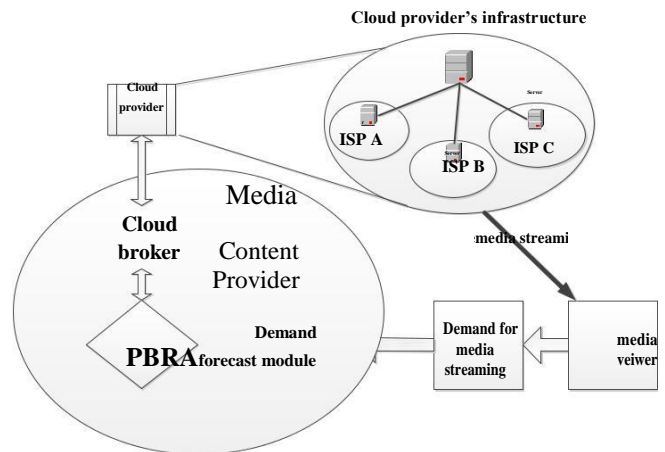 Cloud provider's infrastructure
Cloud
provider
Server
ISP A
ISP C
Server
ISP B
Media
Cloud
broker
Content
Provider
media streami
Demand
PBRA forecast module
Demand for
media
streaming
media
veiwer